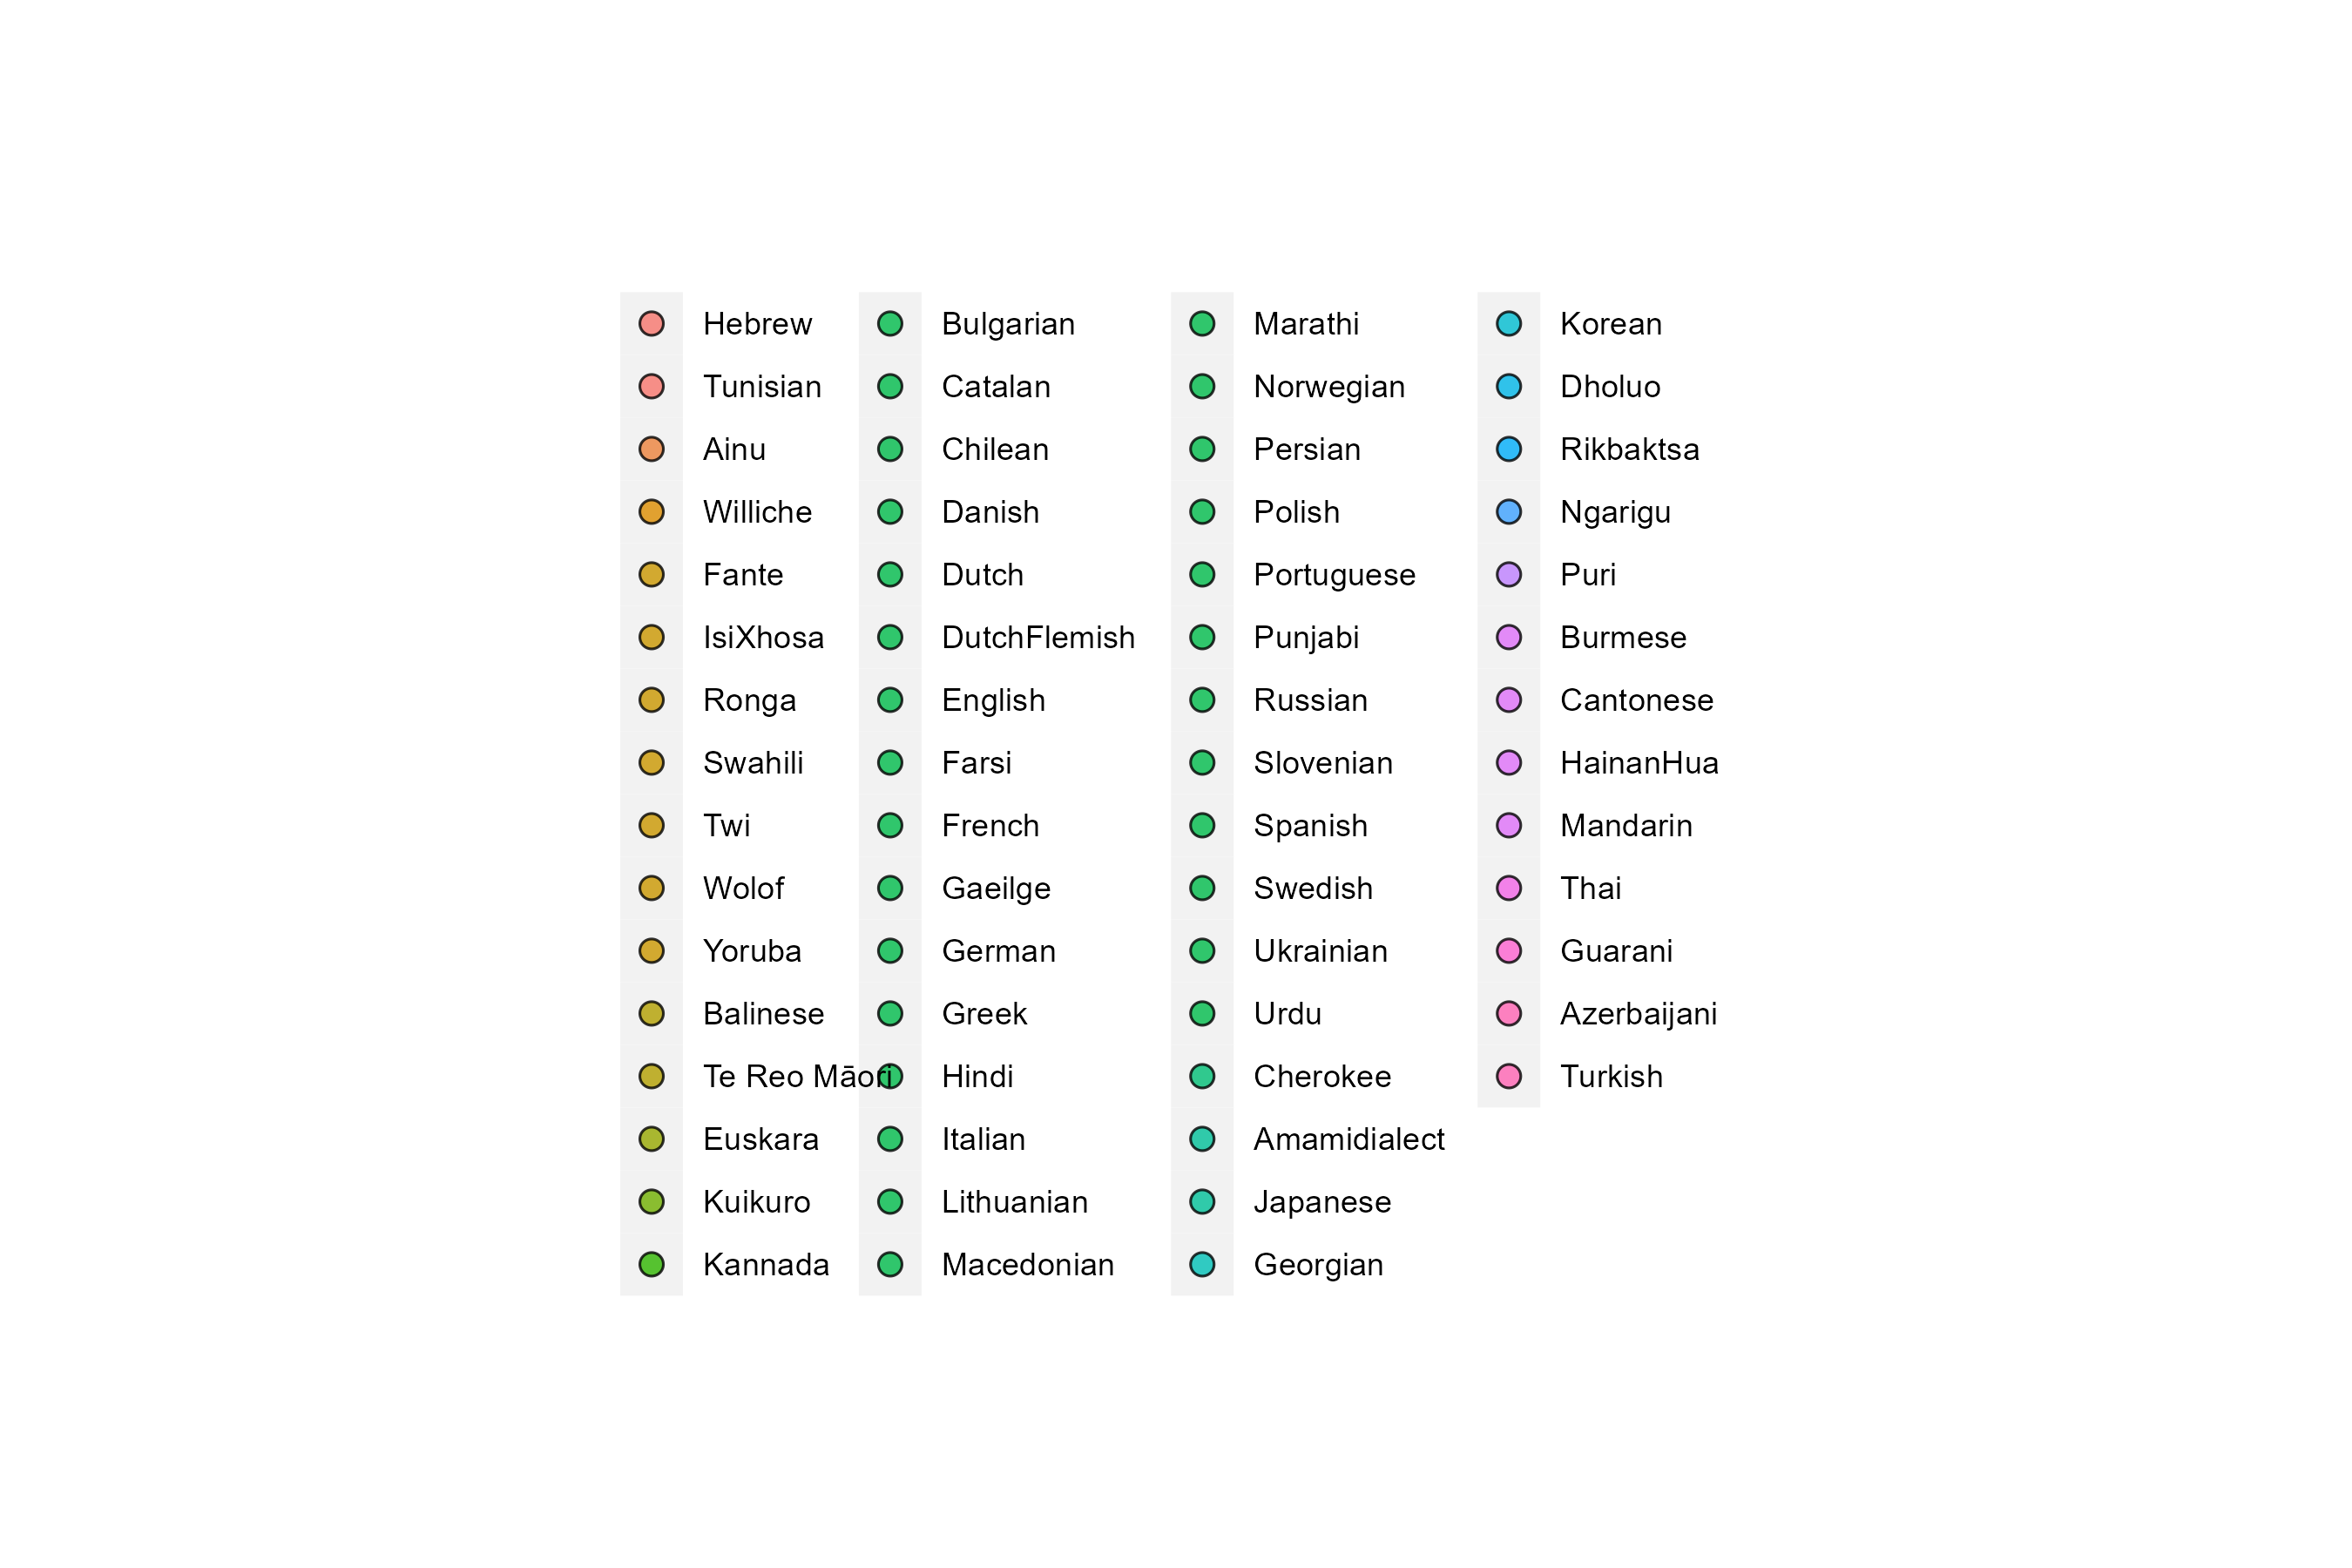 Hebrew
Tunisian
Ainu
Williche
Fante
IsiXhosa
Ronga
Swahili
Twi
Wolof
Yoruba
Balinese
Te Reo Māori
Euskara
Kuikuro
Kannada
Bulgarian
Catalan
Chilean
Danish
Dutch
DutchFlemish
English
Farsi
French
Gaeilge
German
Greek
Hindi
Italian
Lithuanian
Macedonian
Marathi
Norwegian
Persian
Polish
Portuguese
Punjabi
Russian
Slovenian
Spanish
Swedish
Ukrainian
Urdu
Cherokee
Amamidialect
Japanese
Georgian
Korean
Dholuo
Rikbaktsa
Ngarigu
Puri
Burmese
Cantonese
HainanHua
Mandarin
Thai
Guarani
Azerbaijani
Turkish